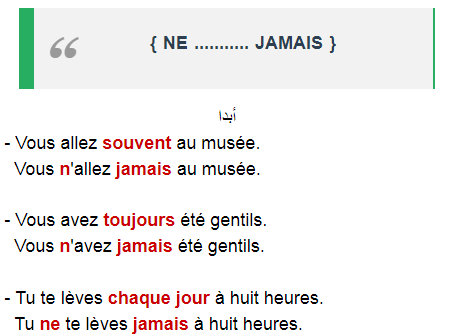 { NE ........... JAMAIS }
أبدا
- Vous allez souvent au musée.
Vous n'allez jamais au musée.
- Vous avez toujours été gentils.
Vous n'avez jamais été gentils.
- Tu te lèves chaque jour à huit heures.
Tu ne te lèves jamais à huit heures.